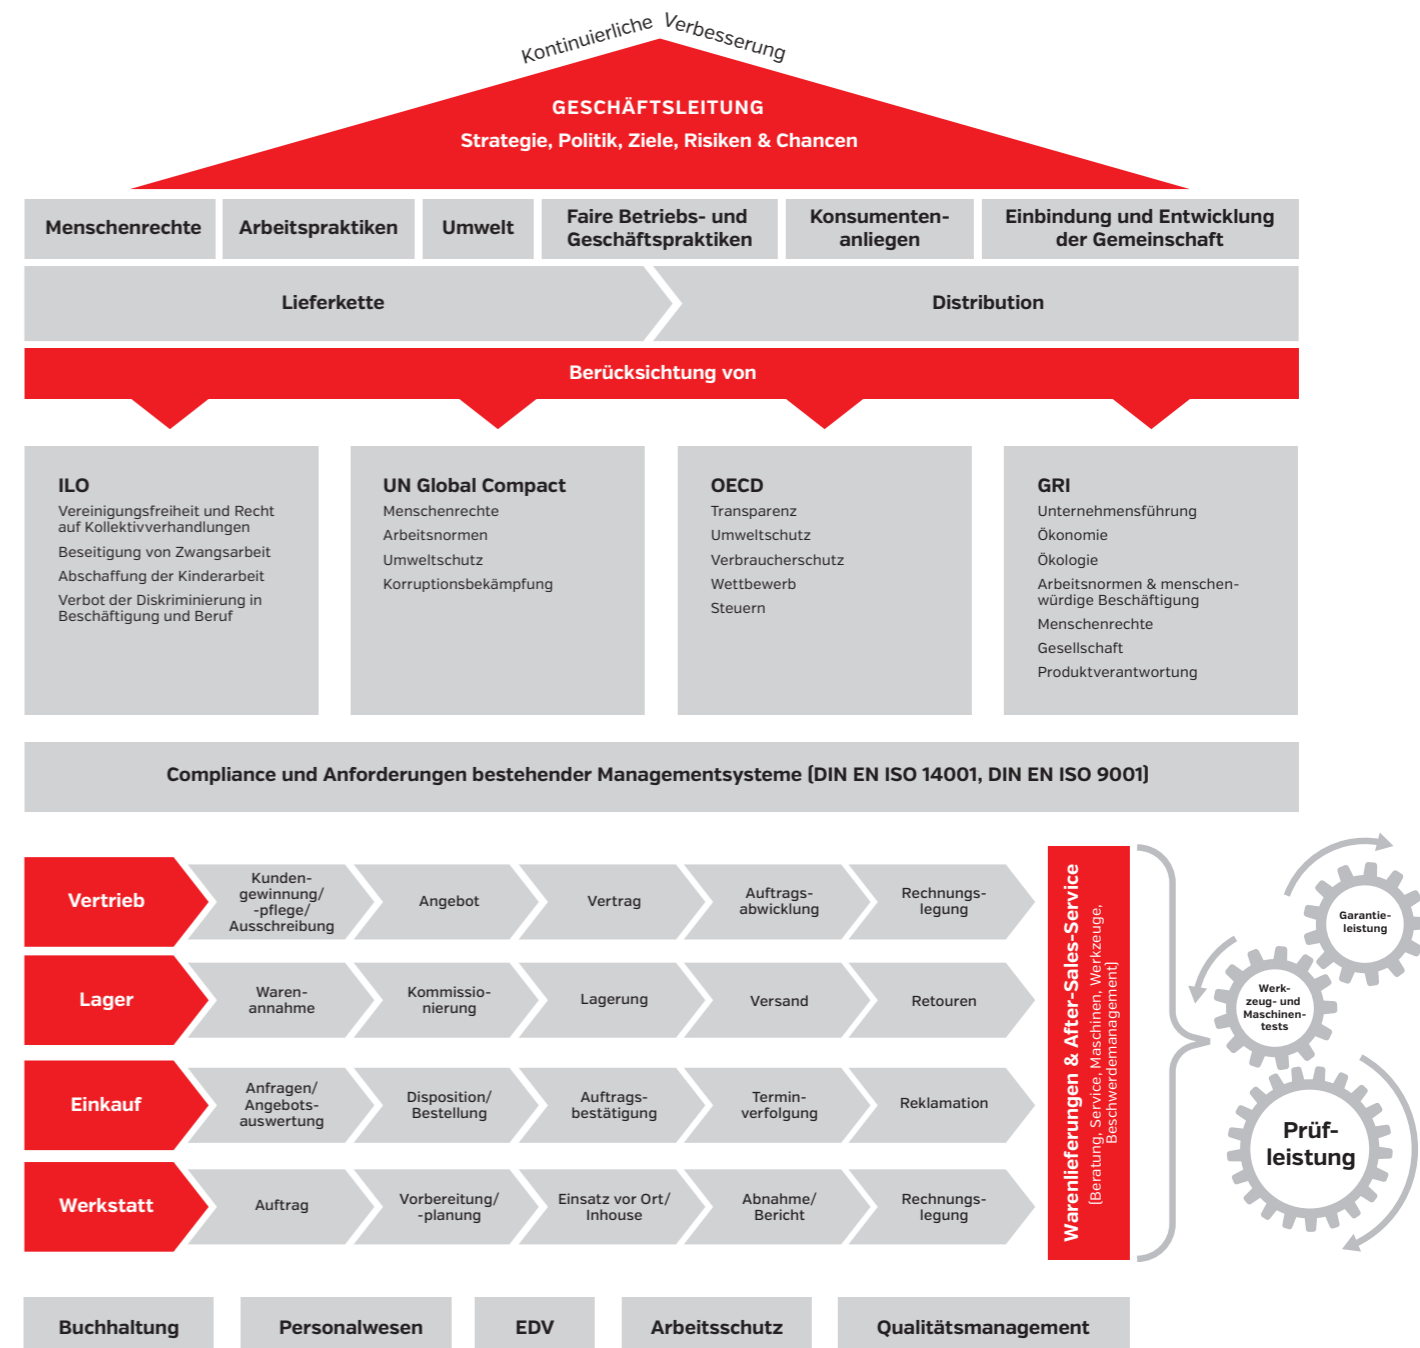 Kontinuierliche Verbesserung
GESCHÄFTSLEITUNG
Strategie, Politik, Ziele, Risiken & Chancen
Menschenrechte
Arbeitspraktiken
Umwelt
Faire Betriebs- und
Geschäftspraktiken
Konsumenten-
anliegen
Einbindung und Entwicklung
der Gemeinschaft
Lieferkette
Distribution
Berücksichtung von
ILO
Vereinigungsfreiheit und Recht
auf Kollektivverhandlungen
Beseitigung von Zwangsarbeit
Abschaffung der Kinderarbeit
Verbot der Diskriminierung in
Beschäftigung und Beruf
UN Global Compact
Menschenrechte
Arbeitsnormen
Umweltschutz
Korruptionsbekämpfung
OECD
Transparenz
Umweltschutz
Verbraucherschutz
Wettbewerb
Steuern
GRI
Unternehmensführung
Ökonomie
Ökologie
Arbeitsnormen & menschen-
würdige Beschäftigung
Menschenrechte
Gesellschaft
Produktverantwortung
Compliance und Anforderungen bestehender Managementsysteme (DIN EN ISO 14001, DIN EN ISO 9001)
Vertrieb
Kunden-
gewinnung/
-pflege/
Ausschreibung
Angebot
Vertrag
Auftrags-
abwicklung
Rechnungs-
legung
Lager
Waren-
annahme
Kommissio-
nierung
Lagerung
Versand
Retouren
Einkauf
Anfragen/
Angebots-
auswertung
Disposition/
Bestellung
Auftrags-
bestätigung
Termin-
verfolgung
Reklamation
Werkstatt
Auftrag
Vorbereitung/
-planung
Einsatz vor Ort/
Inhouse
Abnahme/
Bericht
Rechnungs-
legung
Warenlieferungen & After-Sales-Service
(Beratung, Service, Maschinen, Werkzeuge,
Beschwerdemanagement)
Garantie-
leistung
Werk-
zeug- und
Maschinen-
tests
Prüf-
leistung
Buchhaltung
Personalwesen
EDV
Arbeitsschutz
Qualitätsmanagement